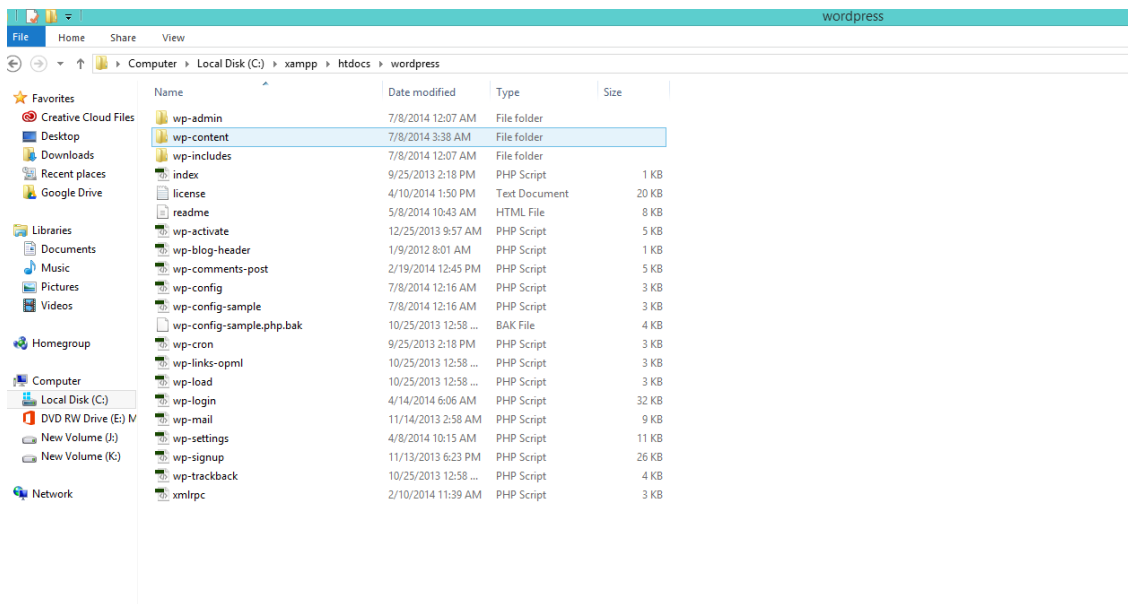 wordpress
File Home Share View
Computer Local Disk (C:) xampp htdocs wordpress
Name Date modified Type Size
Favorites
Creative Cloud Files
Desktop
Downloads
Recent places
Google Drive
Libraries
Documents
Music
Pictures
Videos
Homegroup
Computer
Local Disk (C:)
DVD RW Drive (E:) M
New Volume (J:)
New Volume (K:)
Network
wp-admin 7/8/2014 12:07 AM File folder
wp-content 7/8/2014 3:38 AM File folder
wp-includes 7/8/2014 12:07 AM File folder
index 9/25/2013 2:18 PM PHP Script 1 KB
license 4/10/2014 1:50 PM Text Document 20 KB
readme 5/8/2014 10:43 AM HTML File 8 KB
wp-activate 12/25/2013 9:57 AM PHP Script 5 KB
wp-blog-header 1/9/2012 8:01 AM PHP Script 1 KB
wp-comments-post 2/19/2014 12:45 PM PHP Script 5 KB
wp-config 7/8/2014 12:16 AM PHP Script 3 KB
wp-config-sample 7/8/2014 12:16 AM PHP Script 3 KB
wp-config-sample.php.bak 10/25/2013 12:58 ... BAK File 4 KB
wp-cron 9/25/2013 2:18 PM PHP Script 3 KB
wp-links-opml 10/25/2013 12:58 ... PHP Script 3 KB
wp-load 10/25/2013 12:58 ... PHP Script 3 KB
wp-login 4/14/2014 6:06 AM PHP Script 32 KB
wp-mail 11/14/2013 2:58 AM PHP Script 9 KB
wp-settings 4/8/2014 10:15 AM PHP Script 11 KB
wp-signup 11/13/2013 6:23 PM PHP Script 26 KB
wp-trackback 10/25/2013 12:58 ... PHP Script 4 KB
xmlrpc 2/10/2014 11:39 AM PHP Script 3 KB